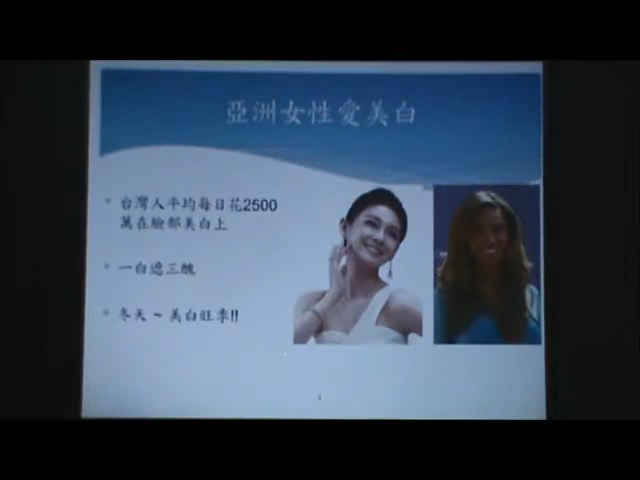 亞洲女性愛美白
台灣人平均每日花2500
萬在臉部美白上
一白遮三醜
冬天 ~ 美白旺季!!
1